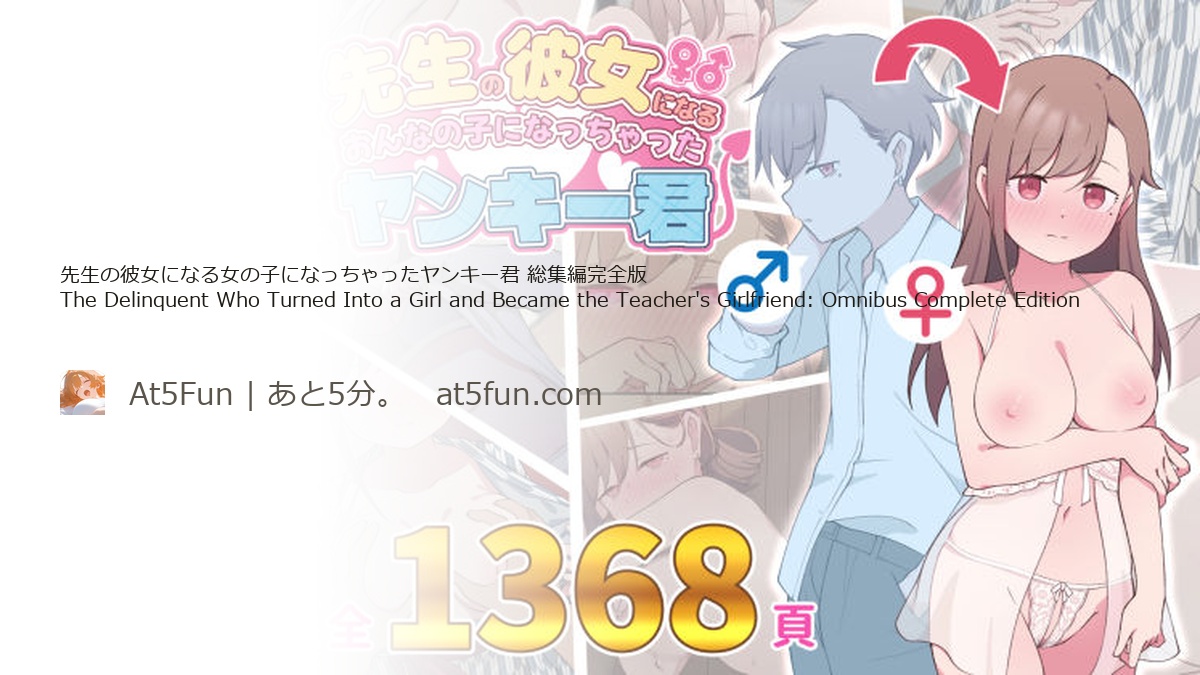 先生の彼女になる
おんなの子になっちゃった
ヤンキー君
先生の彼女になる女の子になっちゃったヤンキー君 総集編完全版
The Delinquent Who Turned Into a Girl and Became the Teacher's Girlfriend: Omnibus Complete Edition
At5Fun | あと5分。 at5fun.com
全1368頁